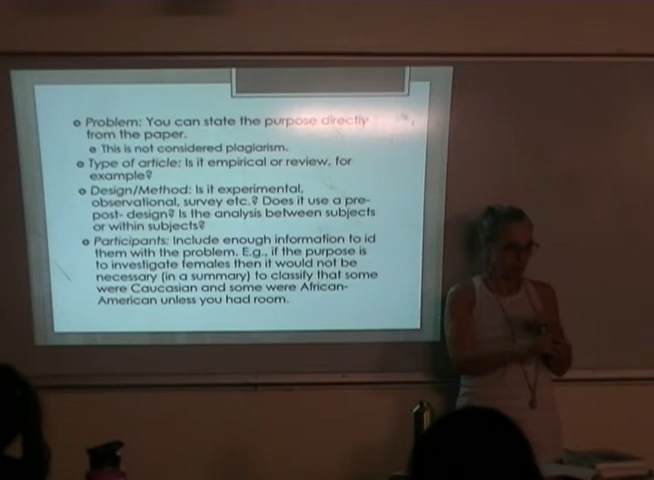 Problem: You can state the purpose directly
from the paper.
This is not considered plagiarism.
Type of article: Is it empirical or review, for
example?
Design/Method: Is it experimental,
observational, survey etc.? Does it use a pre-
post- design? Is the analysis between subjects
or within subjects?
Participants: Include enough information to id
them with the problem. E.g., if the purpose is
to investigate females then it would not be
necessary (in a summary) to classify that some
were Caucasian and some were African-
American unless you had room.